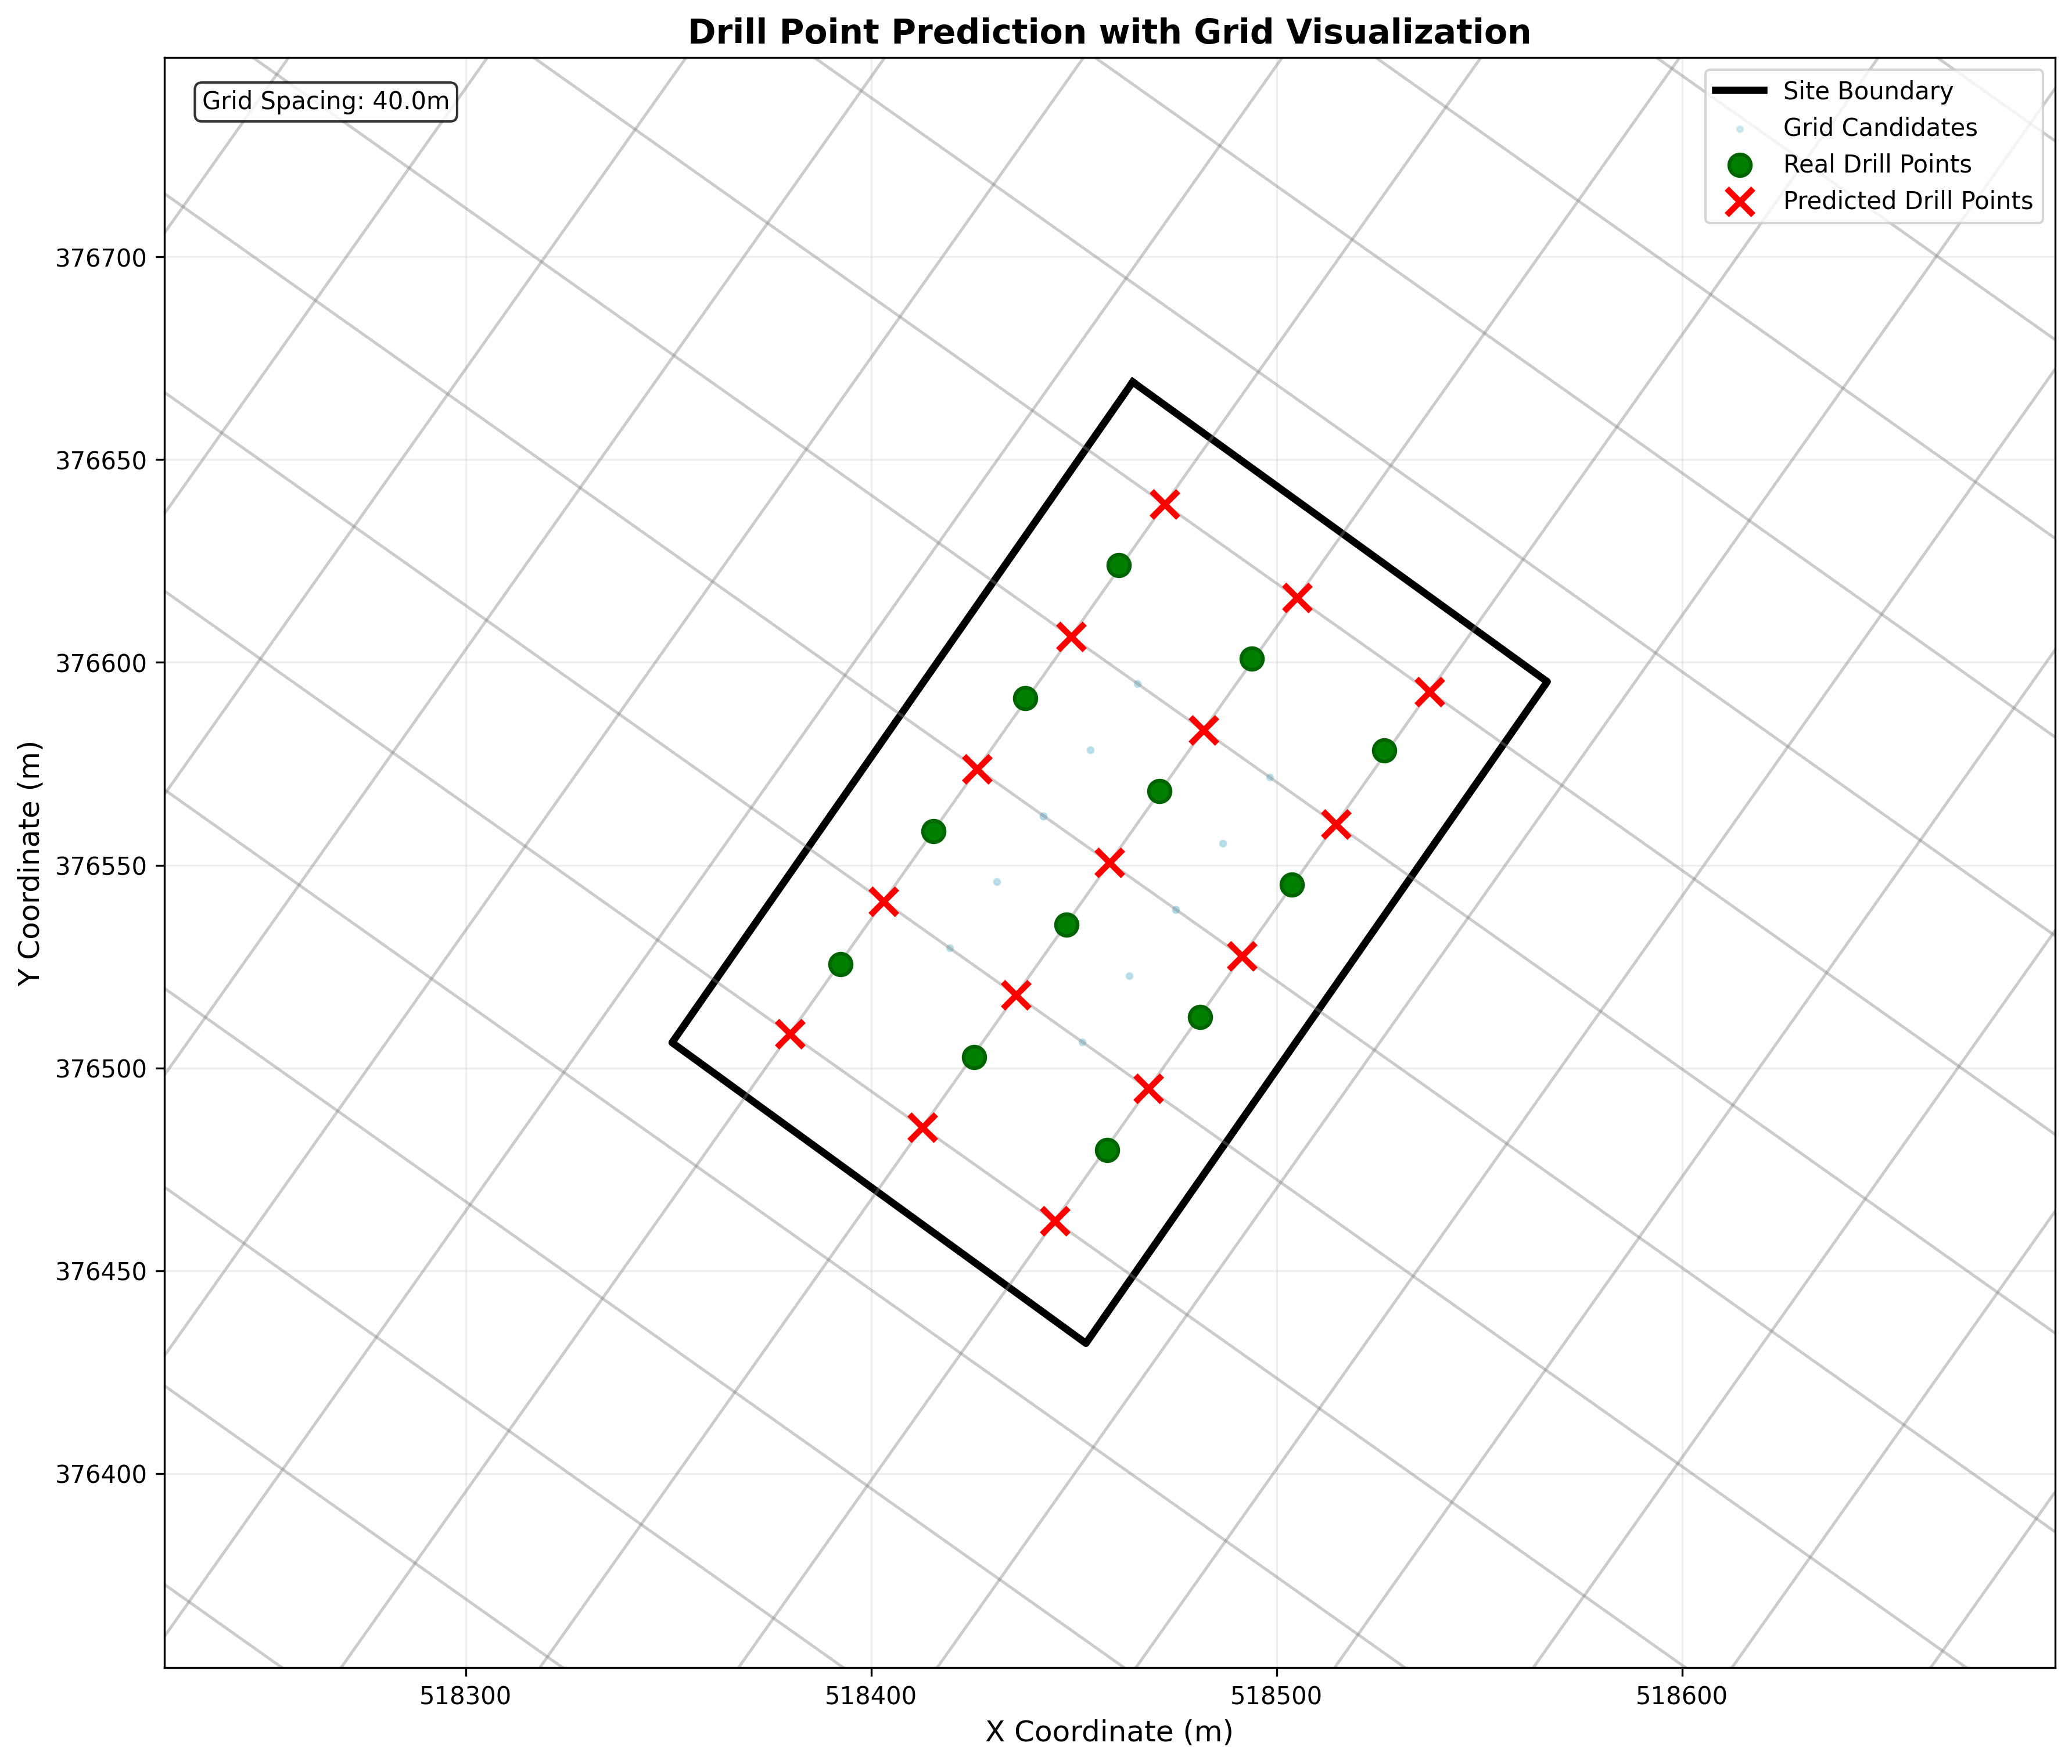 Drill Point Prediction with Grid Visualization
Grid Spacing: 40.0m
Site Boundary
Grid Candidates
Real Drill Points
Predicted Drill Points
376700
376650
376600
376550
376500
376450
376400
Y Coordinate (m)
518300
518400
518500
518600
X Coordinate (m)